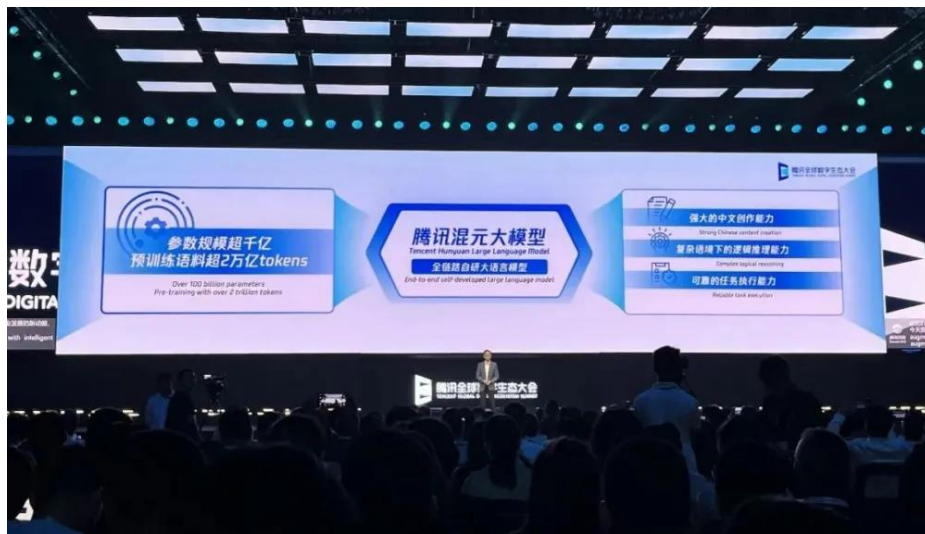 腾讯全球数字生态大会
参数规模超千亿
预训练语料超2万亿tokens
Over 100 billion parameters
Pre-training with over 2 trillion tokens
腾讯混元大模型
Tencent Hunyuan Large Language Model
全链路自研大语言模型
End-to-end self-developed large language model
强大的中文创作能力
Strong Chinese content creation
复杂语境下的逻辑推理能力
Complex logical reasoning
可靠的任务执行能力
Reliable task execution
数
DIGITA
with intelligent
腾讯全球 生态大会
TENCENT GLOBAL ECOSYSTEM SUMMIT